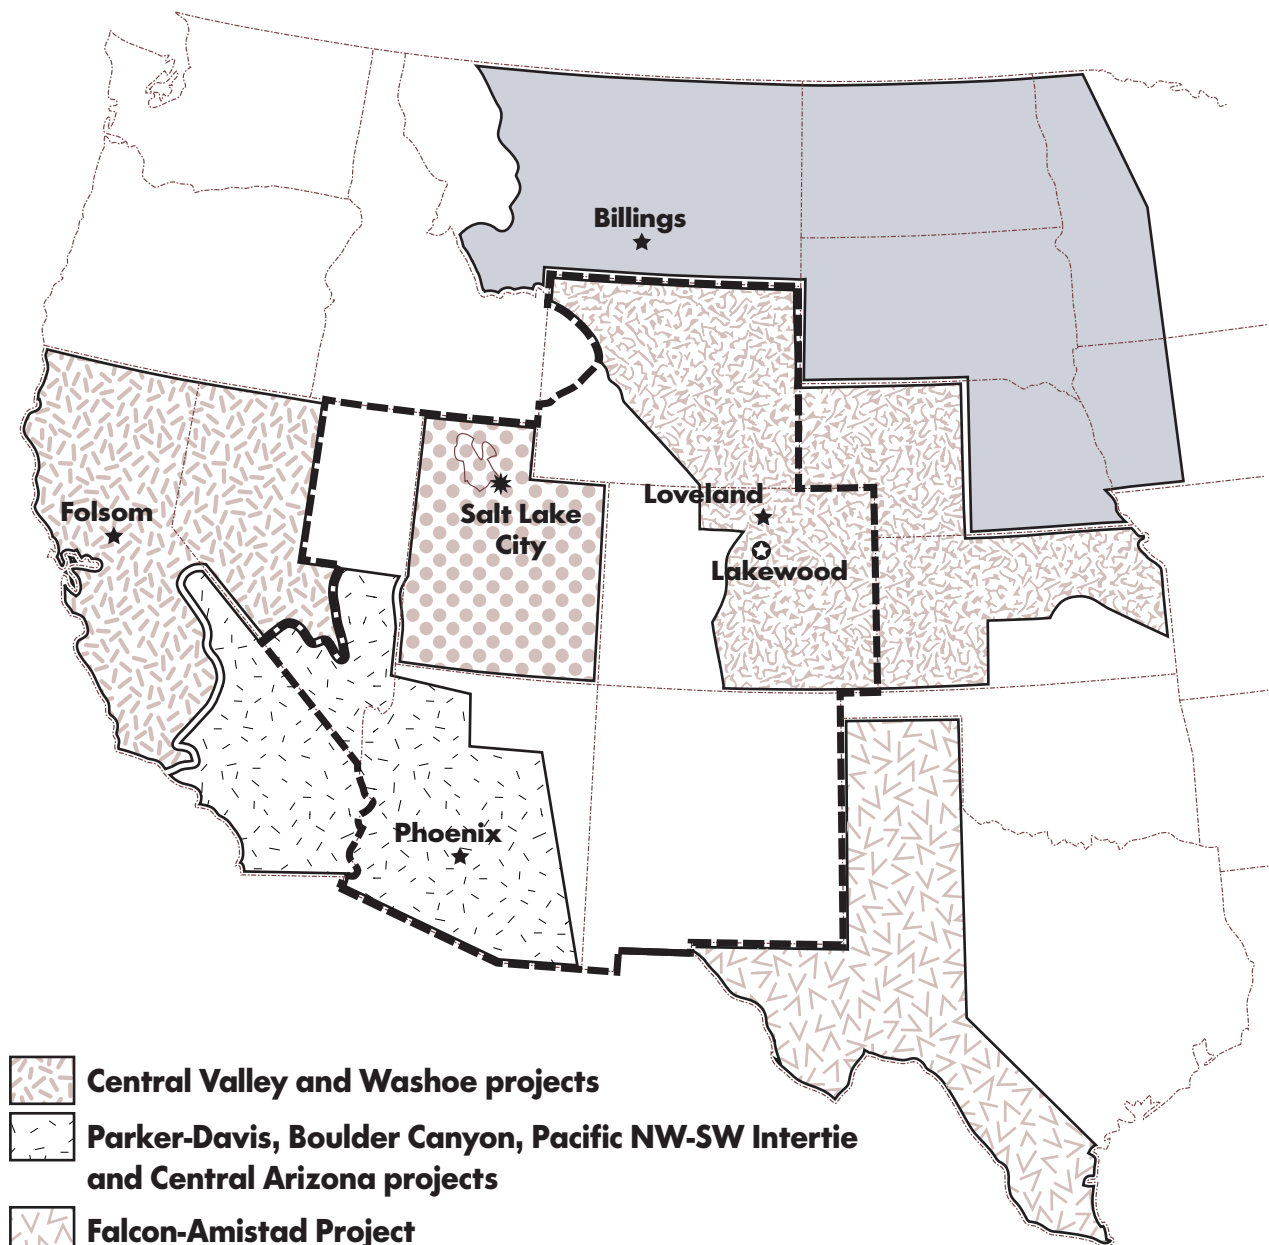 Billings
Folsom
Loveland
Salt Lake
City
Lakewood
Phoenix
Central Valley and Washoe projects
Parker-Davis, Boulder Canyon, Pacific NW-SW Intertie
and Central Arizona projects
Falcon-Amistad Project